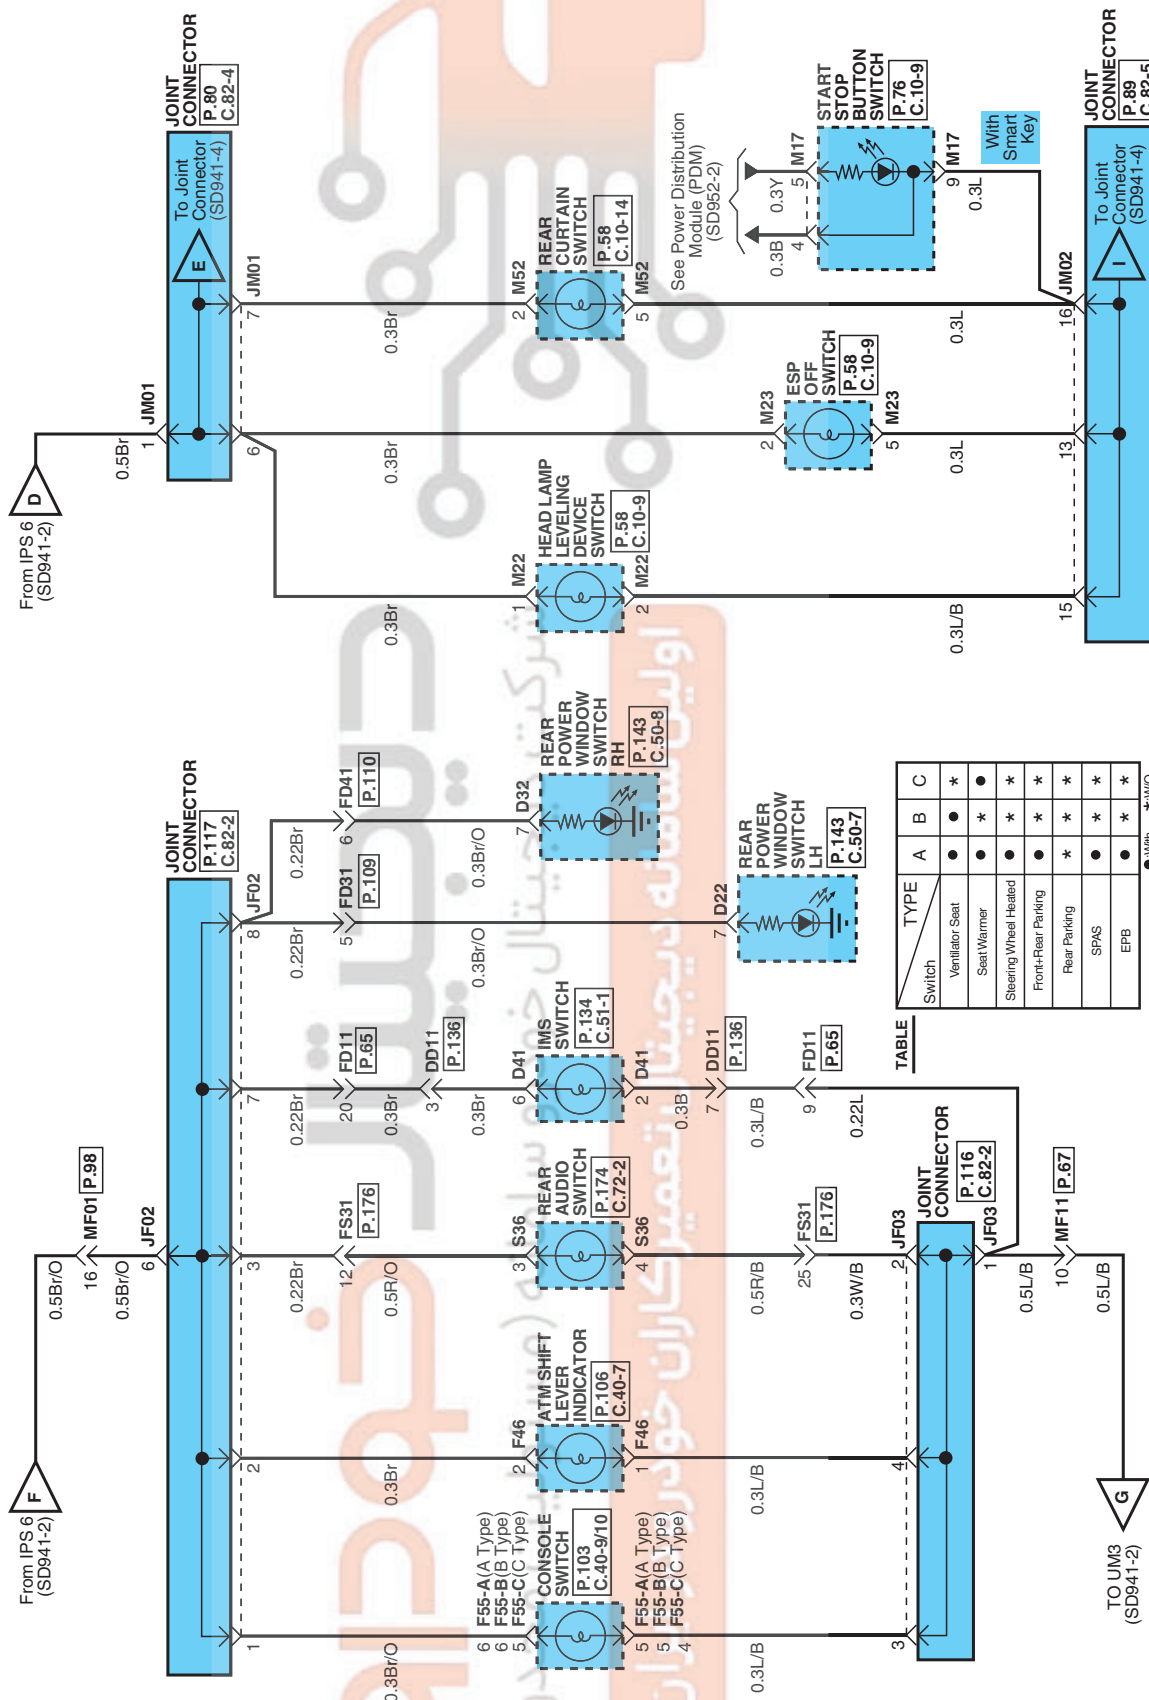 From IPS 6
(SD941-2)
F
0.5Br/O
16
MF01
P.98
0.5Br/O
6
JF02
JOINT
CONNECTOR
P.117
C.82-2
1
2
3
7
8
JF02
0.3Br/O
0.3Br
0.22Br
12
FS31
P.176
0.5R/O
0.22Br
20
FD11
P.65
0.3Br
3
DD11
P.136
0.3Br
0.22Br
5
FD31
P.109
0.3Br/O
0.22Br
6
FD41
P.110
0.3Br/O
6 F55-A(A Type)
6 F55-B(B Type)
5 F55-C(C Type)
CONSOLE
SWITCH
P.103
C.40-9/10
5 F55-A(A Type)
5 F55-B(B Type)
4 F55-C(C Type)
0.3L/B
2
F46
ATM SHIFT
LEVER
INDICATOR
P.106
C.40-7
1
F46
0.3L/B
3
S36
REAR
AUDIO
SWITCH
P.174
C.72-2
4
S36
0.5R/B
25
FS31
P.176
0.3W/B
6
D41
IMS
SWITCH
P.134
C.51-1
2
D41
0.3B
7
DD11
P.136
0.3L/B
9
FD11
P.65
0.22L
7
D22
REAR
POWER
WINDOW
SWITCH
LH
P.143
C.50-7
7
D32
REAR
POWER
WINDOW
SWITCH
RH
P.143
C.50-8
3
4
2
JF03
JOINT
CONNECTOR
P.116
C.82-2
1
JF03
0.5L/B
10
MF11
P.67
0.5L/B
G
TO UM3
(SD941-2)
TABLE
Switch TYPE A B C
Ventilator Seat ● ● *
Seat Warmer ● * ●
Steering Wheel Heated ● * *
Front+Rear Parking ● * *
Rear Parking * * *
SPAS ● * *
EPB ● * *
From IPS 6
(SD941-2)
D
0.5Br
1
JM01
JOINT
CONNECTOR
P.80
C.82-4
E
To Joint
Connector
(SD941-4)
6
7
JM01
0.3Br
0.3Br
0.3Br
1
M22
HEAD LAMP
LEVELING
DEVICE
SWITCH
P.58
C.10-9
2
M22
0.3L/B
2
M23
ESP
OFF
SWITCH
P.58
C.10-9
5
M23
0.3L
2
M52
REAR
CURTAIN
SWITCH
P.58
C.10-14
5
M52
0.3L
See Power Distribution
Module (PDM)
(SD952-2)
0.3B
0.3Y
4
5
M17
START
STOP
BUTTON
SWITCH
P.76
C.10-9
9
M17
0.3L
With
Smart
Key
15
13
16
JM02
JOINT
CONNECTOR
P.89
I
To Joint
Connector
(SD941-4)